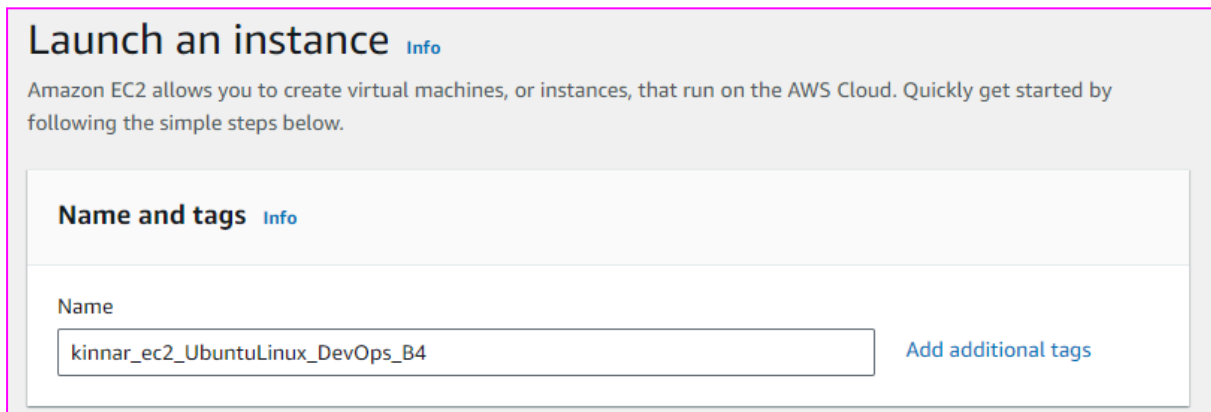 Launch an instance Info
Amazon EC2 allows you to create virtual machines, or instances, that run on the AWS Cloud. Quickly get started by
following the simple steps below.
Name and tags Info
Name
kinnar_ec2_UbuntuLinux_DevOps_B4 Add additional tags